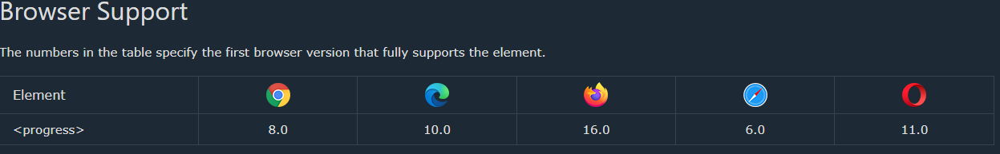 Browser Support
The numbers in the table specify the first browser version that fully supports the element.
Element
<progress> 8.0 10.0 16.0 6.0 11.0